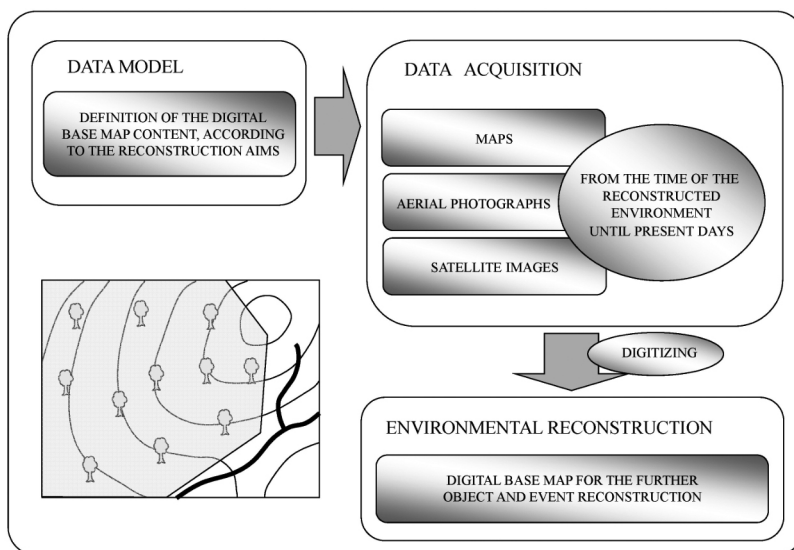 DATA MODEL
DEFINITION OF THE DIGITAL
BASE MAP CONTENT, ACCORDING
TO THE RECONSTRUCTION AIMS
DATA ACQUISITION
MAPS
AERIAL PHOTOGRAPHS
SATELLITE IMAGES
FROM THE TIME OF THE
RECONSTRUCTED
ENVIRONMENT
UNTIL PRESENT DAYS
DIGITIZING
ENVIRONMENTAL RECONSTRUCTION
DIGITAL BASE MAP FOR THE FURTHER
OBJECT AND EVENT RECONSTRUCTION